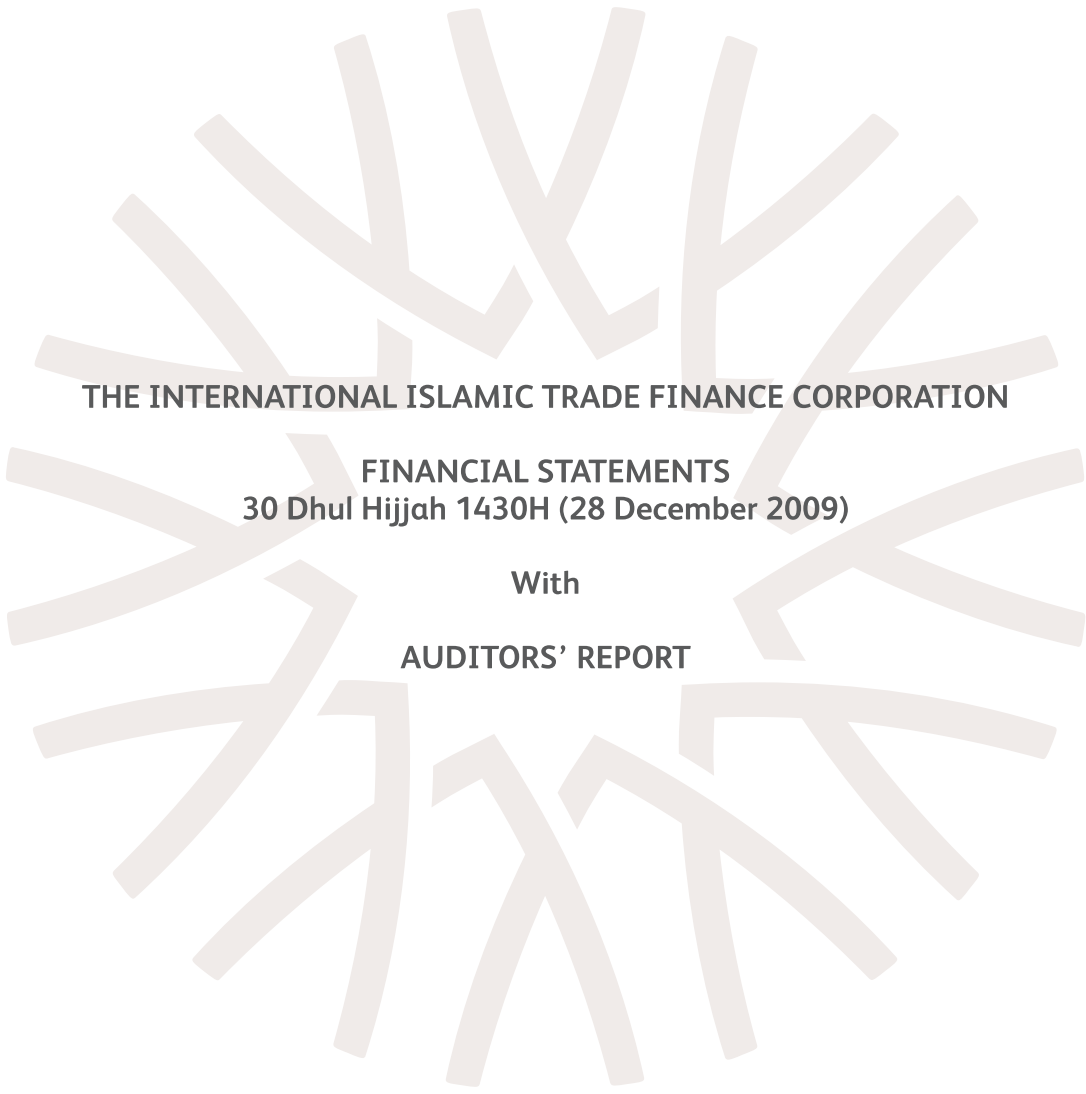 THE INTERNATIONAL ISLAMIC TRADE FINANCE CORPORATION
FINANCIAL STATEMENTS
30 Dhul Hijjah 1430H (28 December 2009)
With
AUDITORS’ REPORT